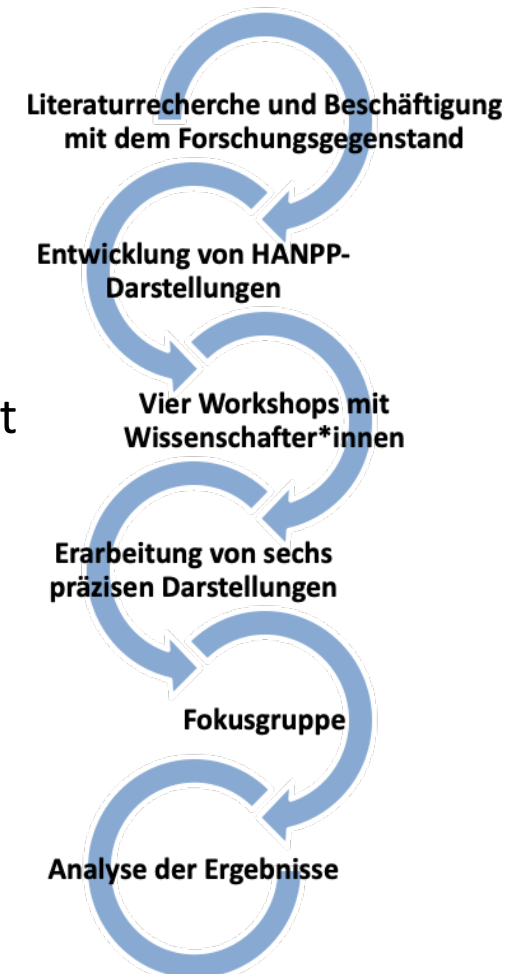 Literaturrecherche und Beschäftigung
mit dem Forschungsgegenstand
Entwicklung von HANPP-
Darstellungen
t
Vier Workshops mit
Wissenschafter*innen
Erarbeitung von sechs
präzisen Darstellungen
Fokusgruppe
Analyse der Ergebnisse